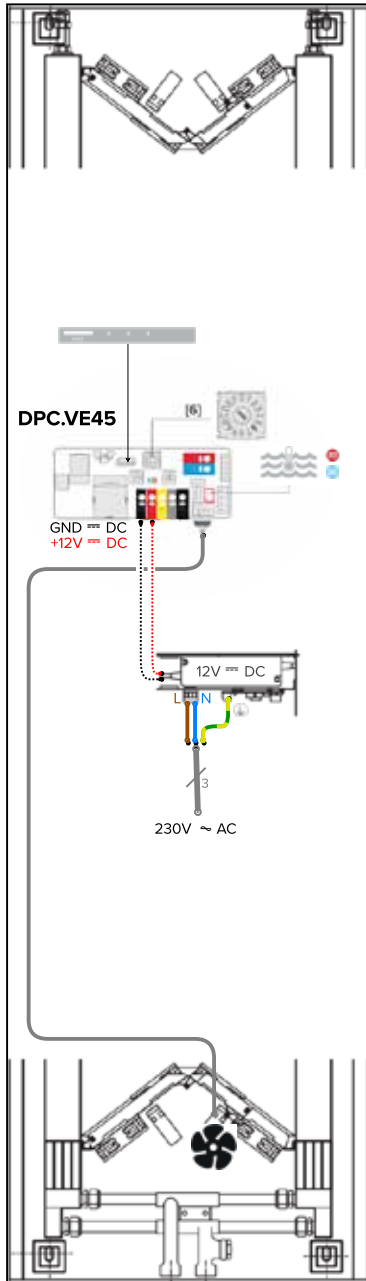 [6]
DPC.VE45
GND ⎓ DC
+12V ⎓ DC
12V ⎓ DC
L N
3
230V ~ AC